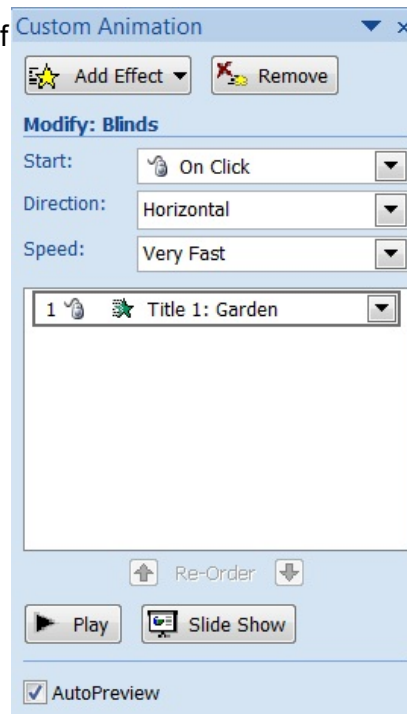 f Custom Animation
Add Effect Remove
Modify: Blinds
Start: On Click
Direction: Horizontal
Speed: Very Fast
1 Title 1: Garden
Re-Order
Play Slide Show
AutoPreview